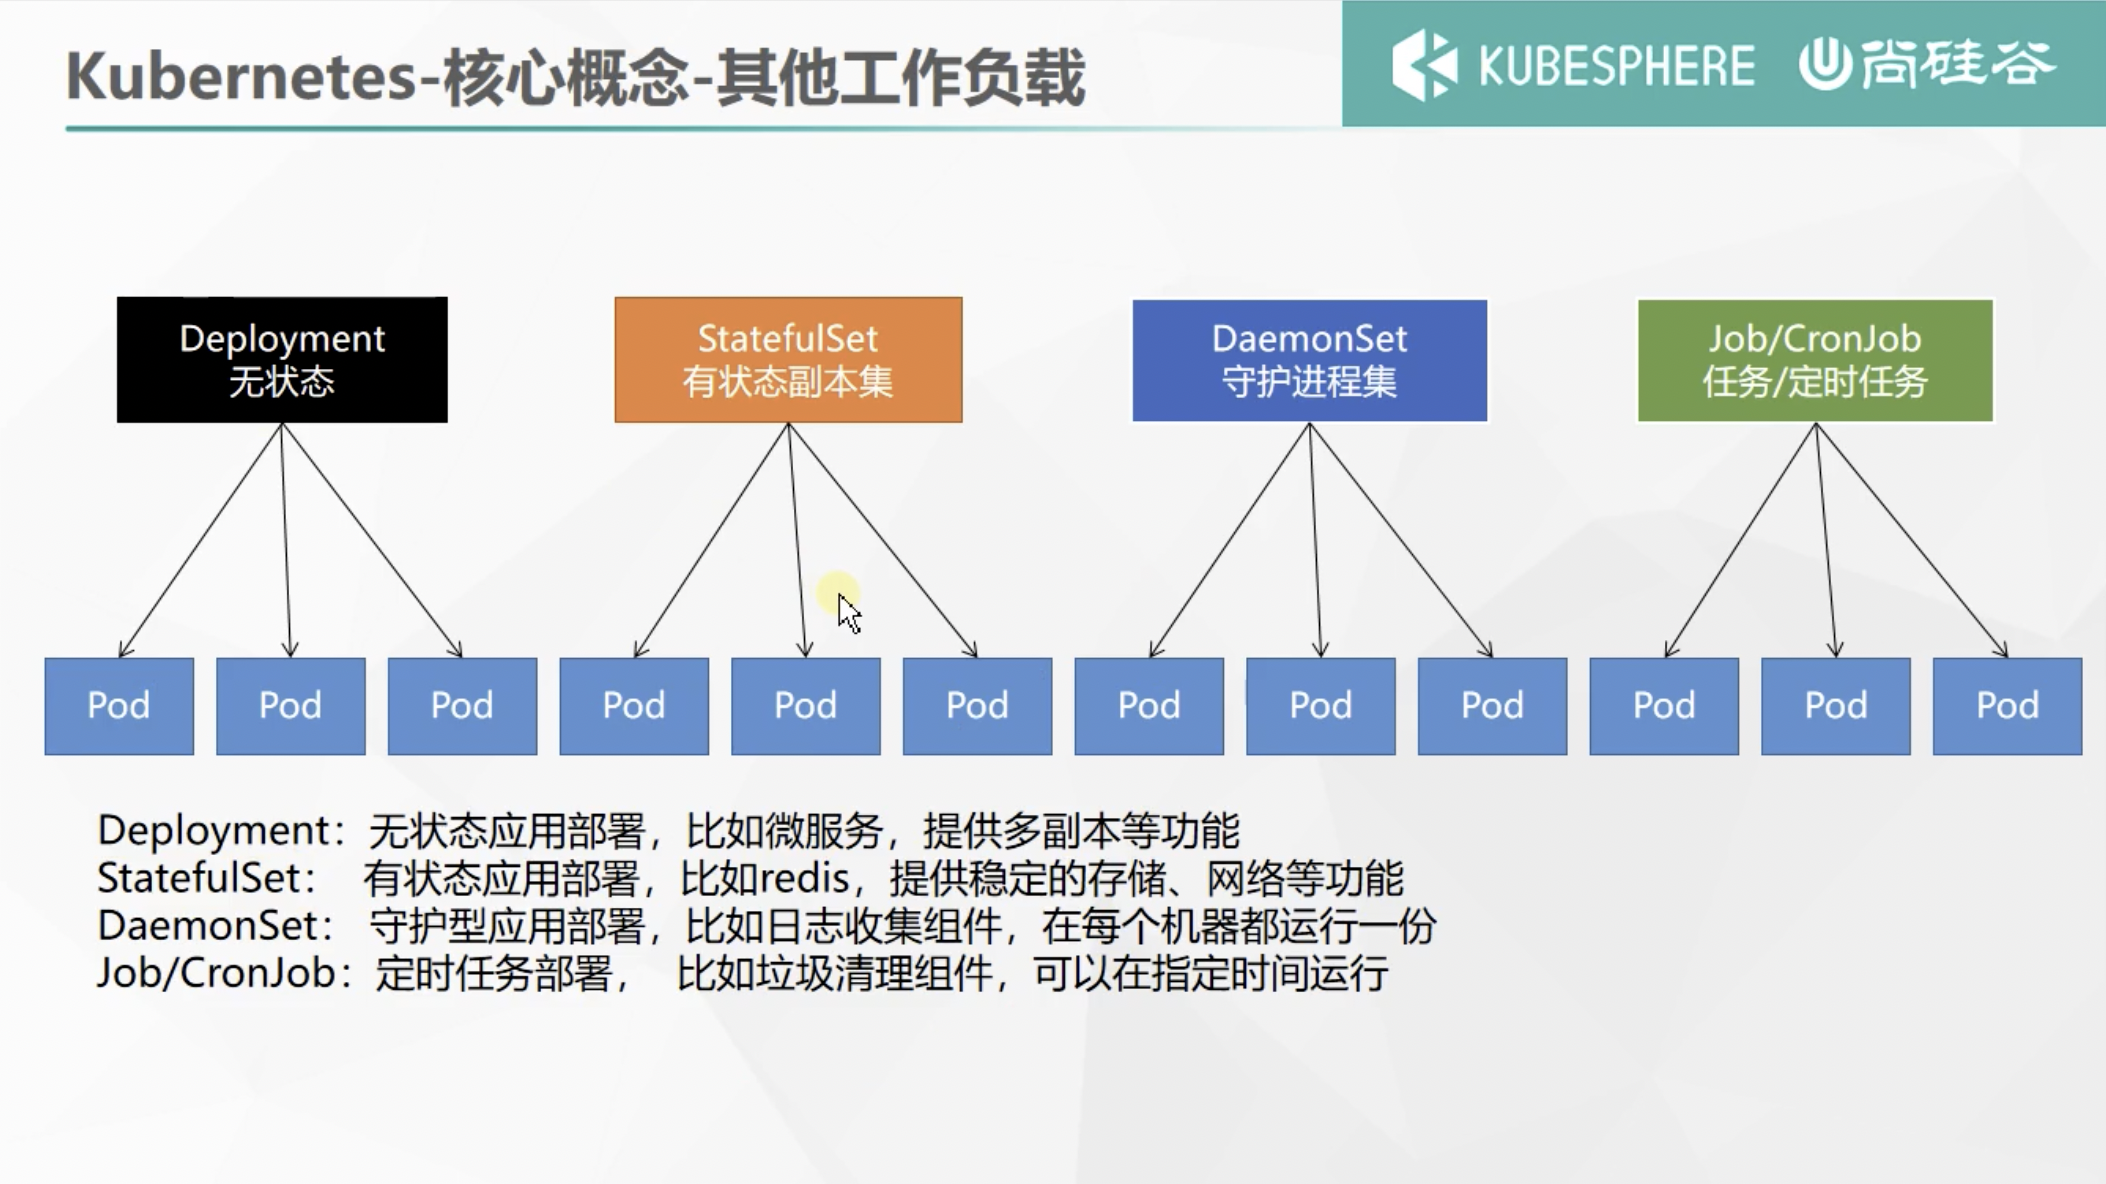 Kubernetes-核心概念-其他工作负载
KUBESPHERE 尚硅谷
Deployment
无状态
StatefulSet
有状态副本集
DaemonSet
守护进程集
Job/CronJob
任务/定时任务
Pod Pod Pod Pod Pod Pod Pod Pod Pod Pod Pod Pod
Deployment：无状态应用部署，比如微服务，提供多副本等功能
StatefulSet： 有状态应用部署，比如redis，提供稳定的存储、网络等功能
DaemonSet： 守护型应用部署，比如日志收集组件，在每个机器都运行一份
Job/CronJob：定时任务部署， 比如垃圾清理组件，可以在指定时间运行